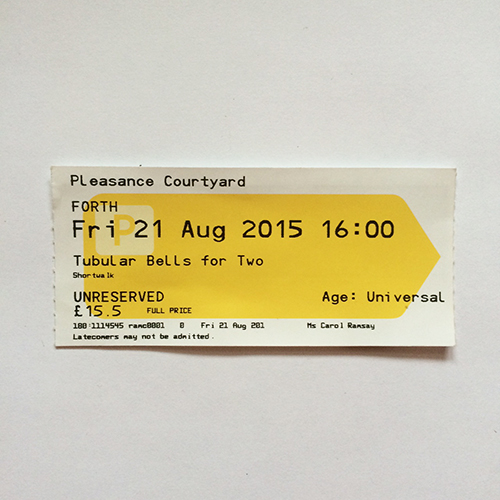 Pleasance Courtyard
FORTH
Fri 21 Aug 2015 16:00
Tubular Bells for Two
Shortwalk
UNRESERVED Age: Universal
£15.5 FULL PRICE
180-1114545 ramc0001 0 Fri 21 Aug 201 Ms Carol Ramsay
Latecomers may not be admitted.